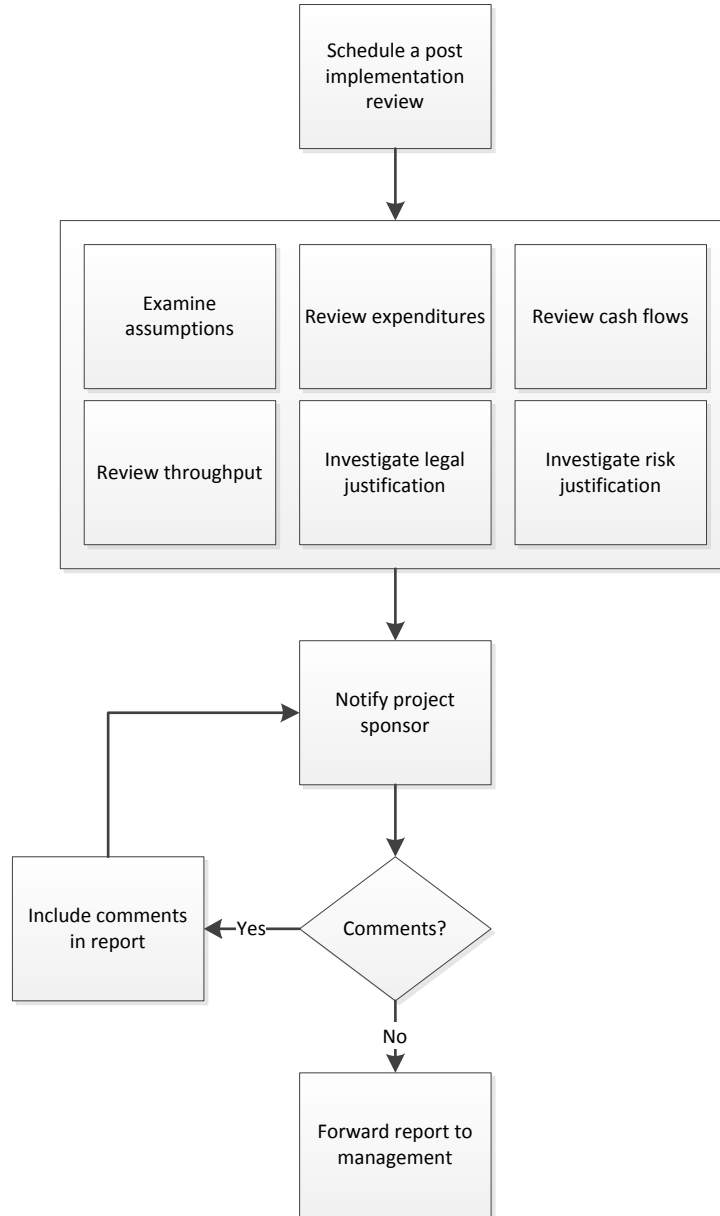 Schedule a post
implementation
review
Examine
assumptions
Review expenditures
Review cash flows
Review throughput
Investigate legal
justification
Investigate risk
justification
Notify project
sponsor
Comments?
Yes
Include comments
in report
No
Forward report to
management